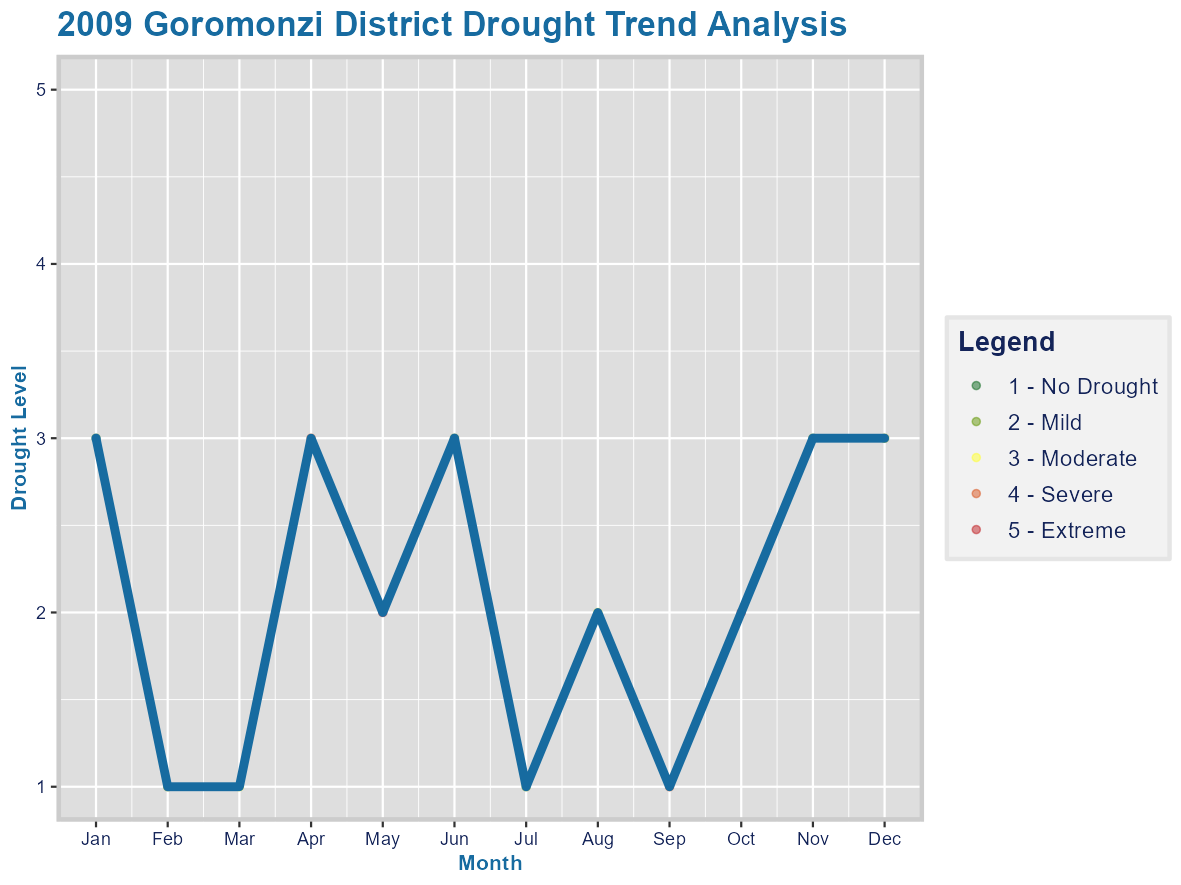 2009 Goromonzi District Drought Trend Analysis
5
4
3
2
1
Drought Level
Jan Feb Mar Apr May Jun Jul Aug Sep Oct Nov Dec
Month
Legend
1 - No Drought
2 - Mild
3 - Moderate
4 - Severe
5 - Extreme